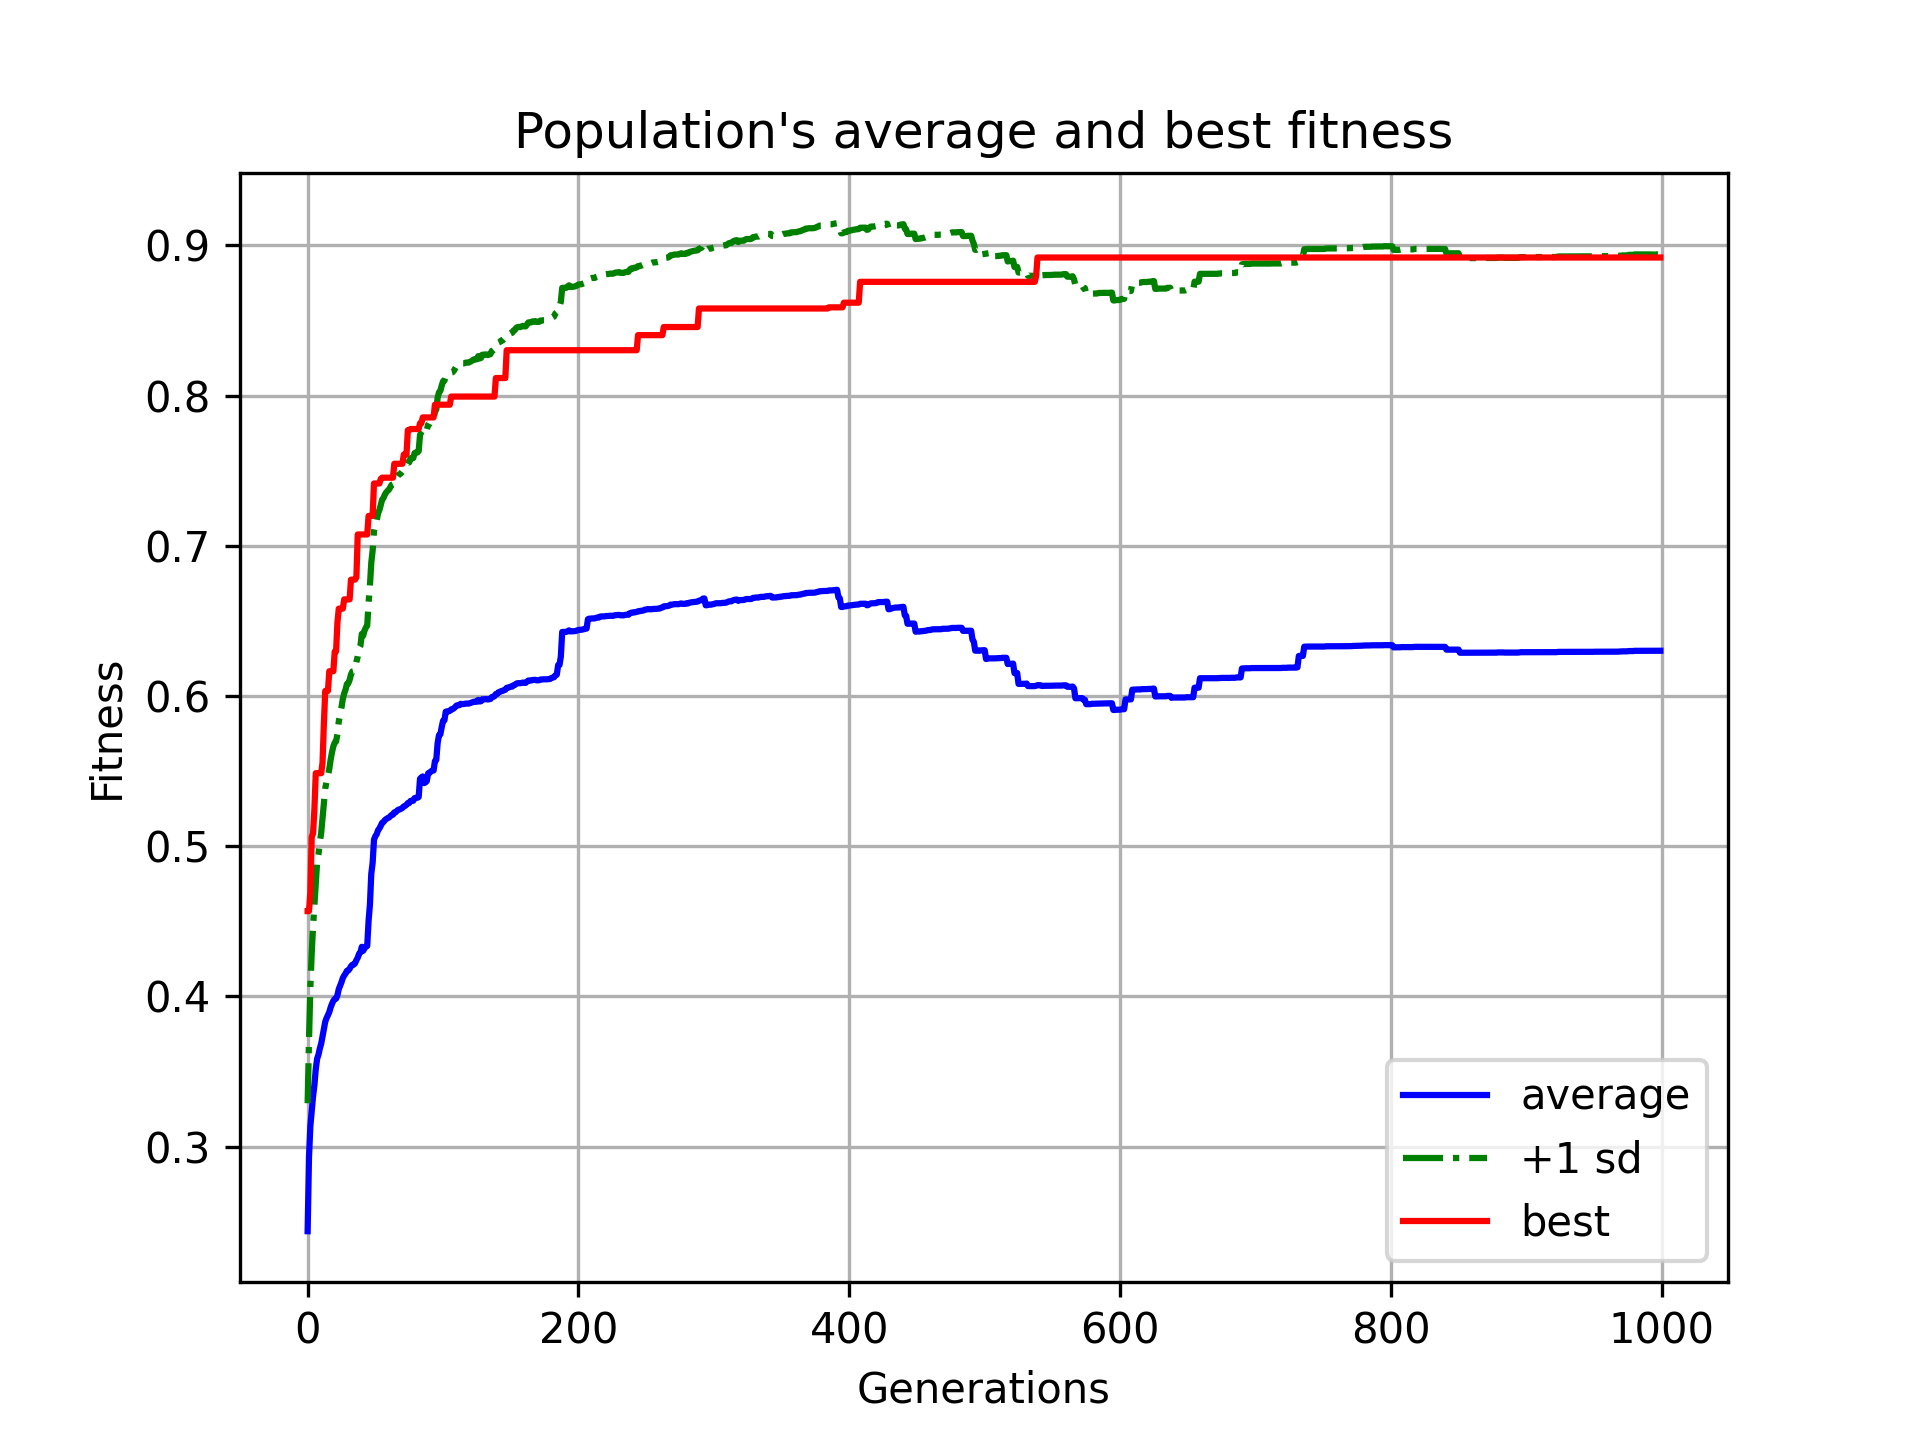 Population's average and best fitness
0.9
0.8
0.7
0.6
0.5
0.4
0.3
Fitness
0 200 400 600 800 1000
Generations
average
+1 sd
best